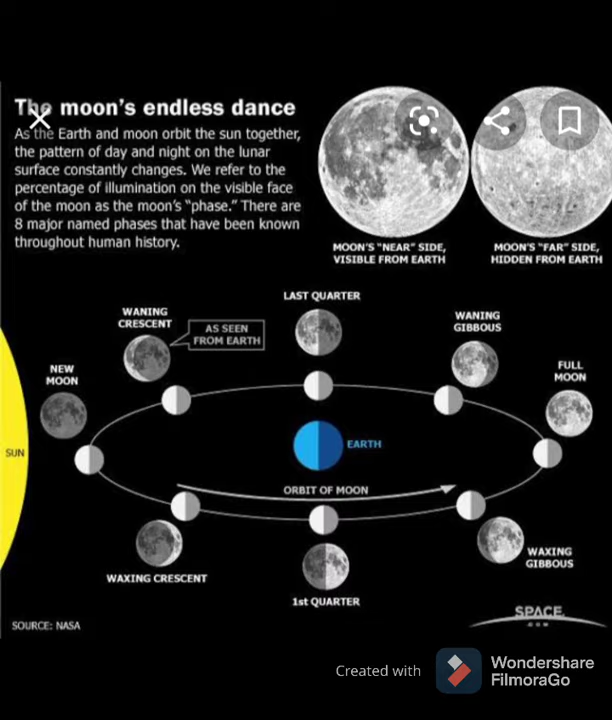 The moon's endless dance
As the Earth and moon orbit the sun together,
the pattern of day and night on the lunar
surface constantly changes. We refer to the
percentage of illumination on the visible face
of the moon as the moon's "phase." There are
8 major named phases that have been known
throughout human history.
MOON'S "NEAR" SIDE,
VISIBLE FROM EARTH
MOON'S "FAR" SIDE,
HIDDEN FROM EARTH
LAST QUARTER
WANING
CRESCENT
AS SEEN
FROM EARTH
WANING
GIBBOUS
NEW
MOON
FULL
MOON
SUN
EARTH
ORBIT OF MOON
WAXING CRESCENT
1st QUARTER
WAXING
GIBBOUS
SPACE
SOURCE: NASA
Created with
Wondershare
FilmoraGo